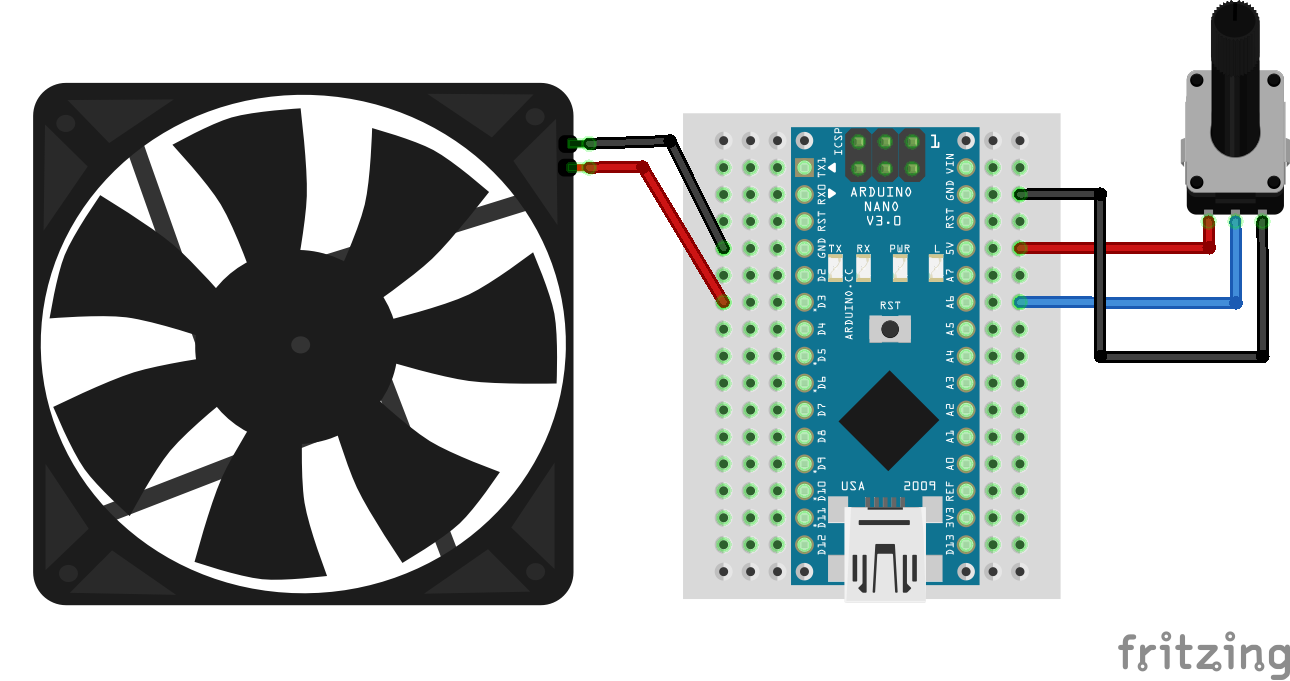 ICSP
1
TX1
RX0
RST
GND
D2
D3
D4
D5
D6
D7
D8
D9
D10
D11
D12
ARDUINO
NANO
V3.0
TX RX PWR L
ARDUINO.CC
RST
USA 2009
VIN
GND
RST
5V
A7
A6
A5
A4
A3
A2
A1
A0
REF
3V3
D13
fritzing